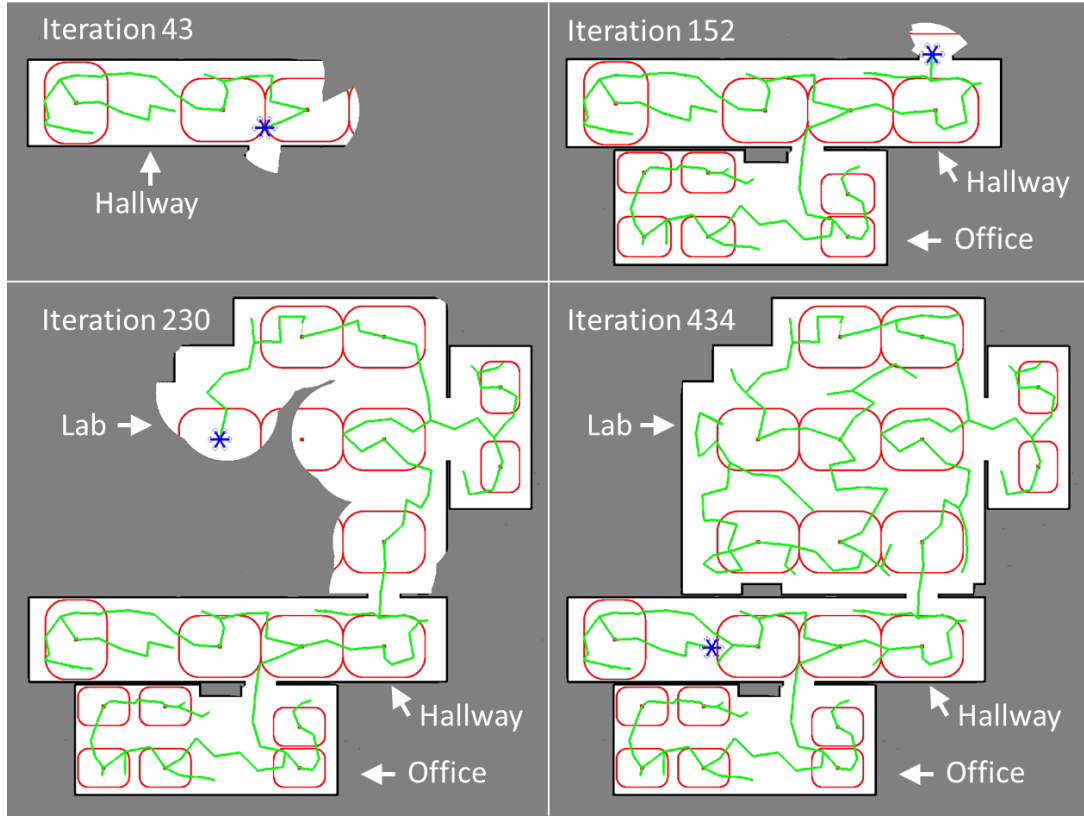 Iteration 43
Hallway
Iteration 152
Hallway
Office
Iteration 230
Lab
Hallway
Office
Iteration 434
Lab
Hallway
Office